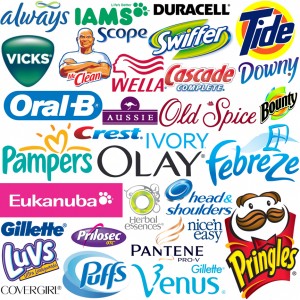 always
IAMS
DURACELL
Tide
Scope
Swiffer
VICKS
Mr.Clean
WELLA
Cascade
COMPLETE.
Downy
Oral-B
AUSSIE
Old Spice
Bounty
Crest.
IVORY
Pampers
OLAY
Febreze
Eukanuba
Herbal
essences
head &
shoulders
nice'n
easy
Gillette
Prilosec
OTC
Luvs
PANTENE
PRO-V
Pringles
COVERGIRL
Puffs
Gillette
Venus